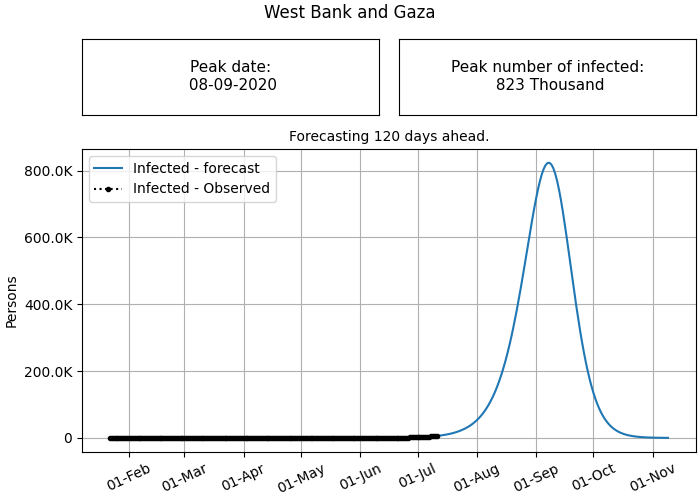 West Bank and Gaza
Peak date:
08-09-2020
Peak number of infected:
823 Thousand
Forecasting 120 days ahead.
Infected - forecast
Infected - Observed
800.0K
600.0K
400.0K
200.0K
0
Persons
01-Feb
01-Mar
01-Apr
01-May
01-Jun
01-Jul
01-Aug
01-Sep
01-Oct
01-Nov